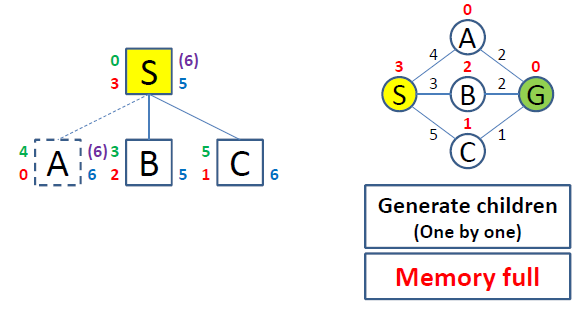 0 S (6)
3 5
4 A (6)
0 6
3 B
2 5
5 C
1 6
0
A
4 2
3 2 0
S 3 B 2 G
1
5 C 1
Generate children
(One by one)
Memory full